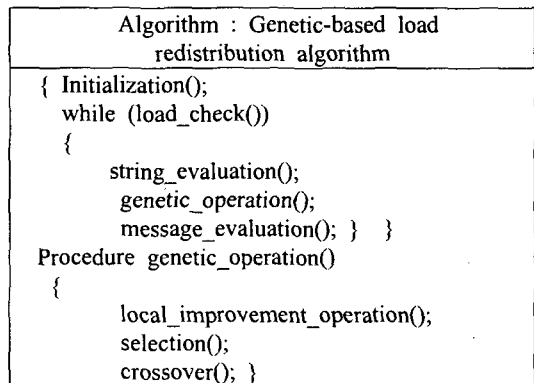 Algorithm : Genetic-based load
redistribution algorithm
{ Initialization();
while (load_check())
{
string_evaluation();
genetic_operation();
message_evaluation(); } }
Procedure genetic_operation()
{
local_improvement_operation();
selection();
crossover(); }